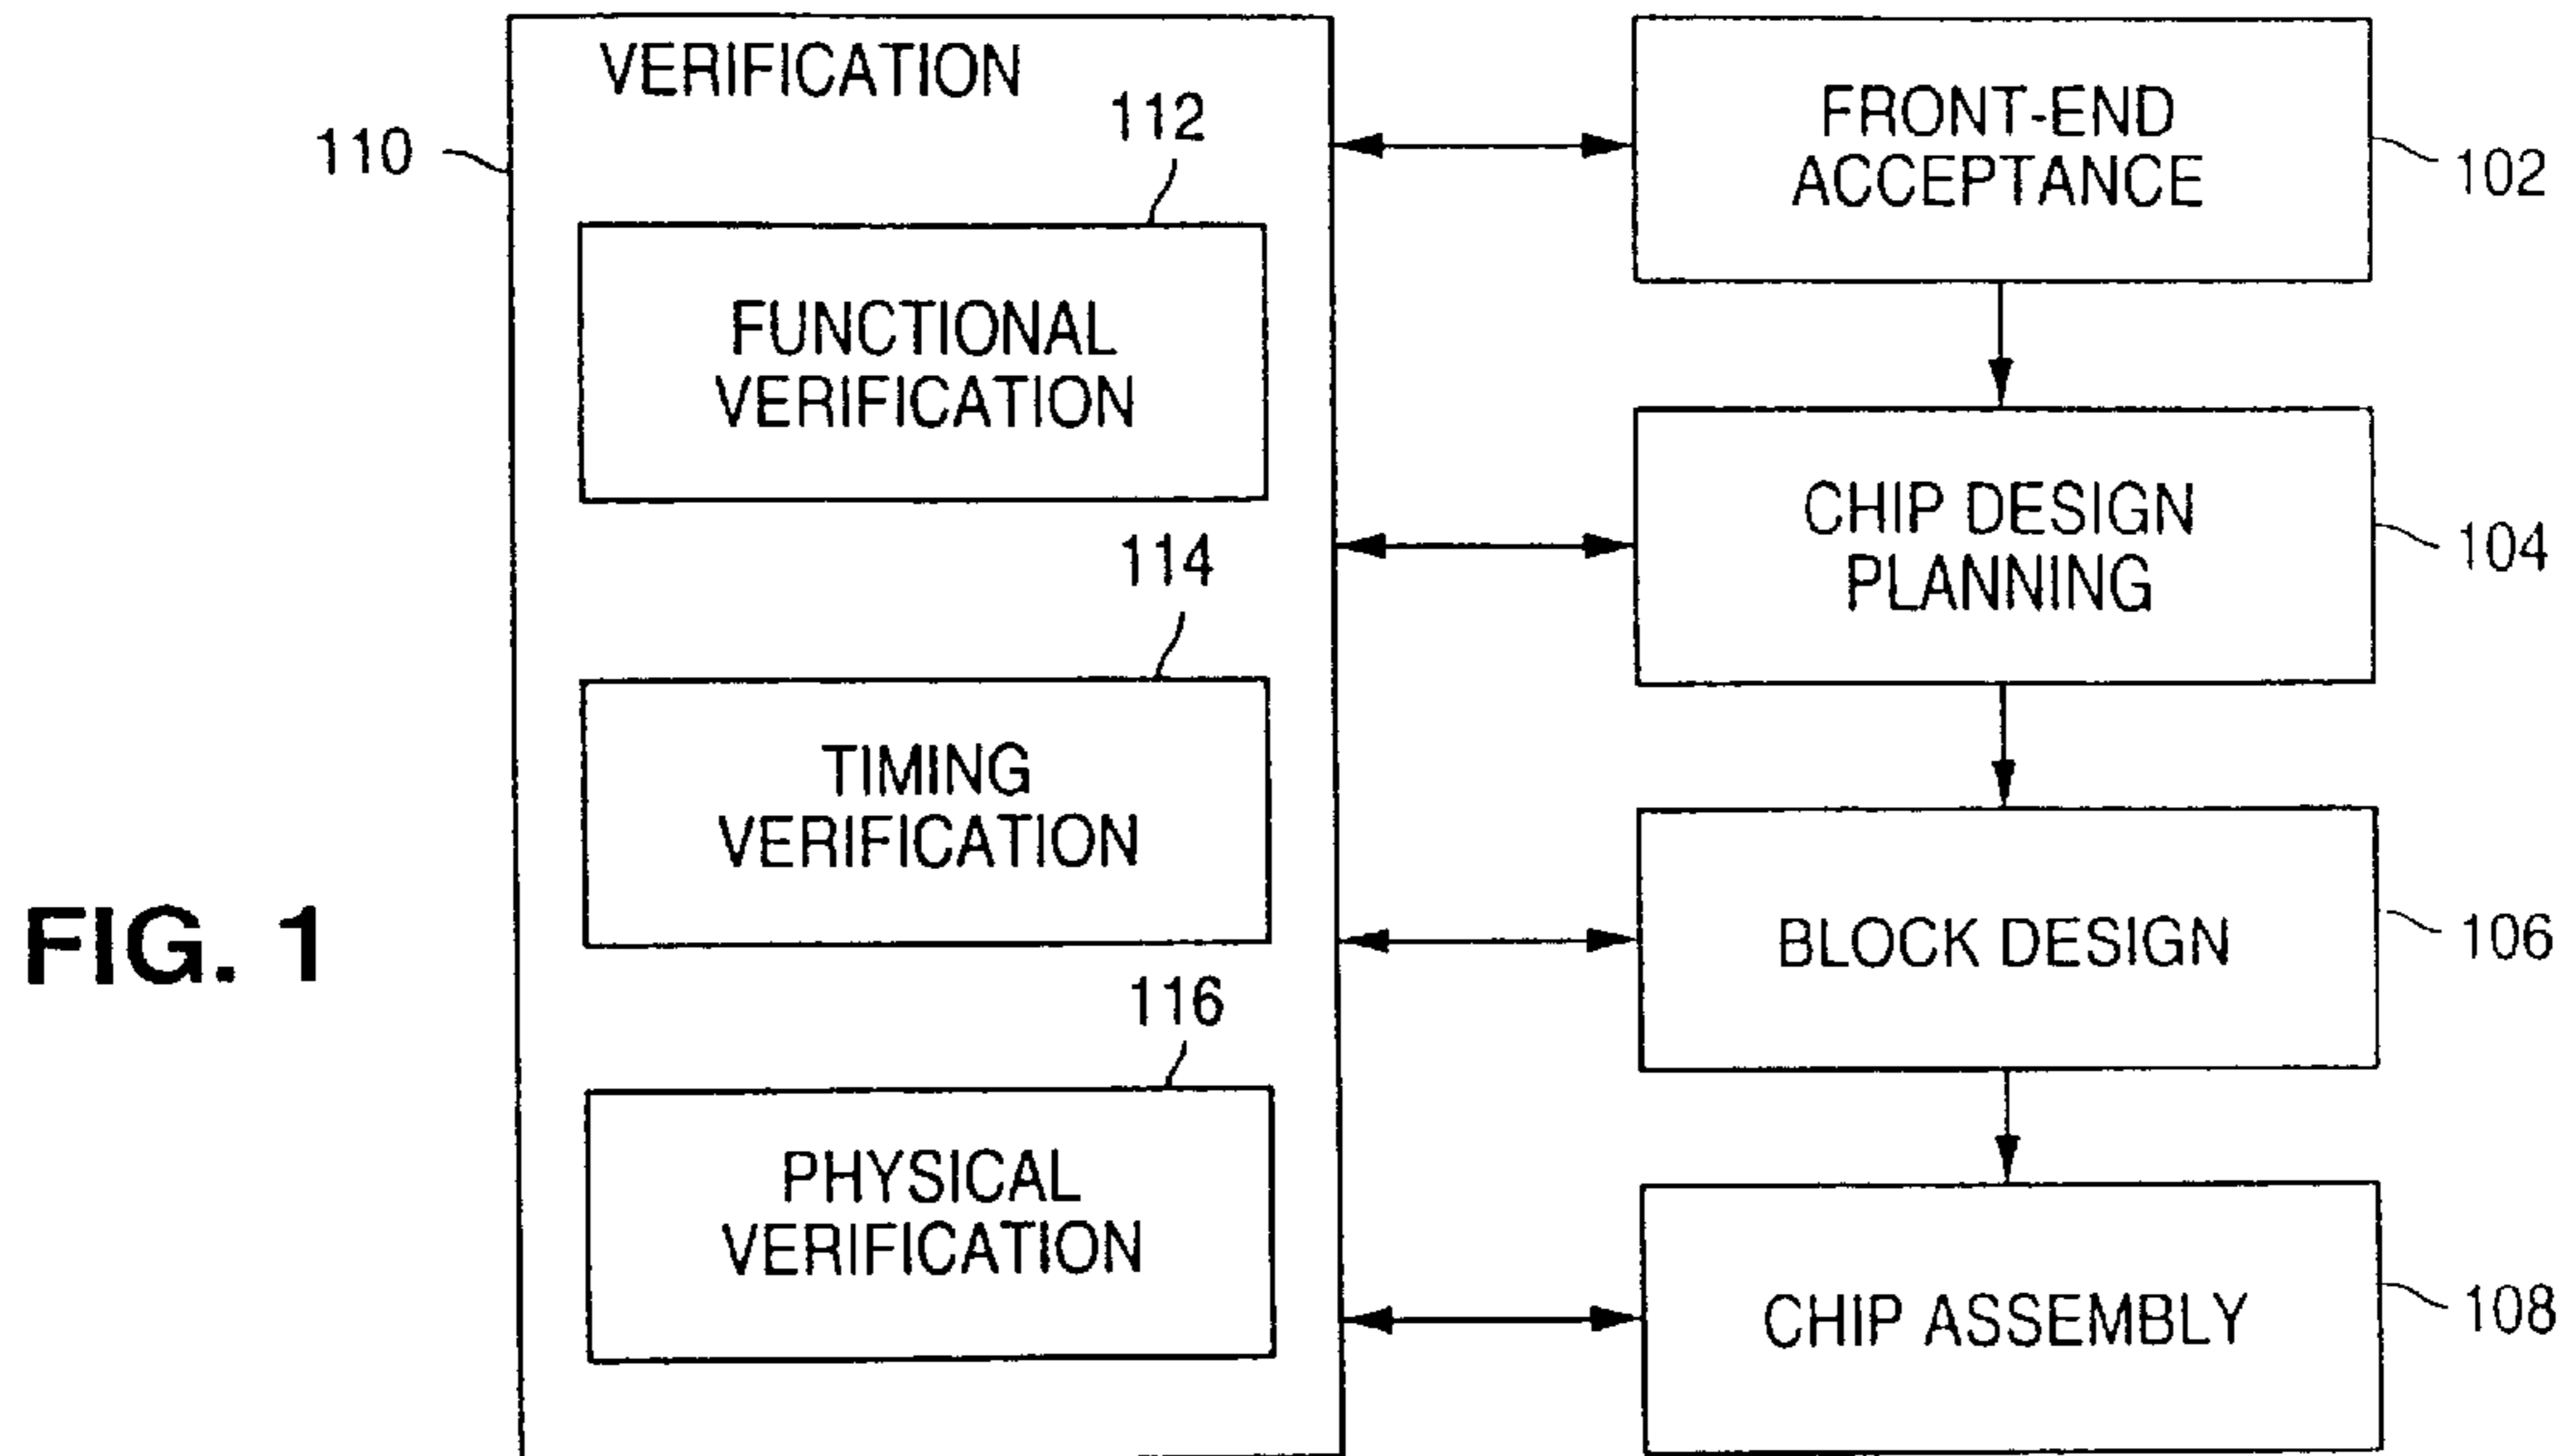 VERIFICATION
110
112
FUNCTIONAL
VERIFICATION
114
TIMING
VERIFICATION
116
PHYSICAL
VERIFICATION
FRONT-END
ACCEPTANCE
102
CHIP DESIGN
PLANNING
104
BLOCK DESIGN
106
CHIP ASSEMBLY
108
FIG. 1